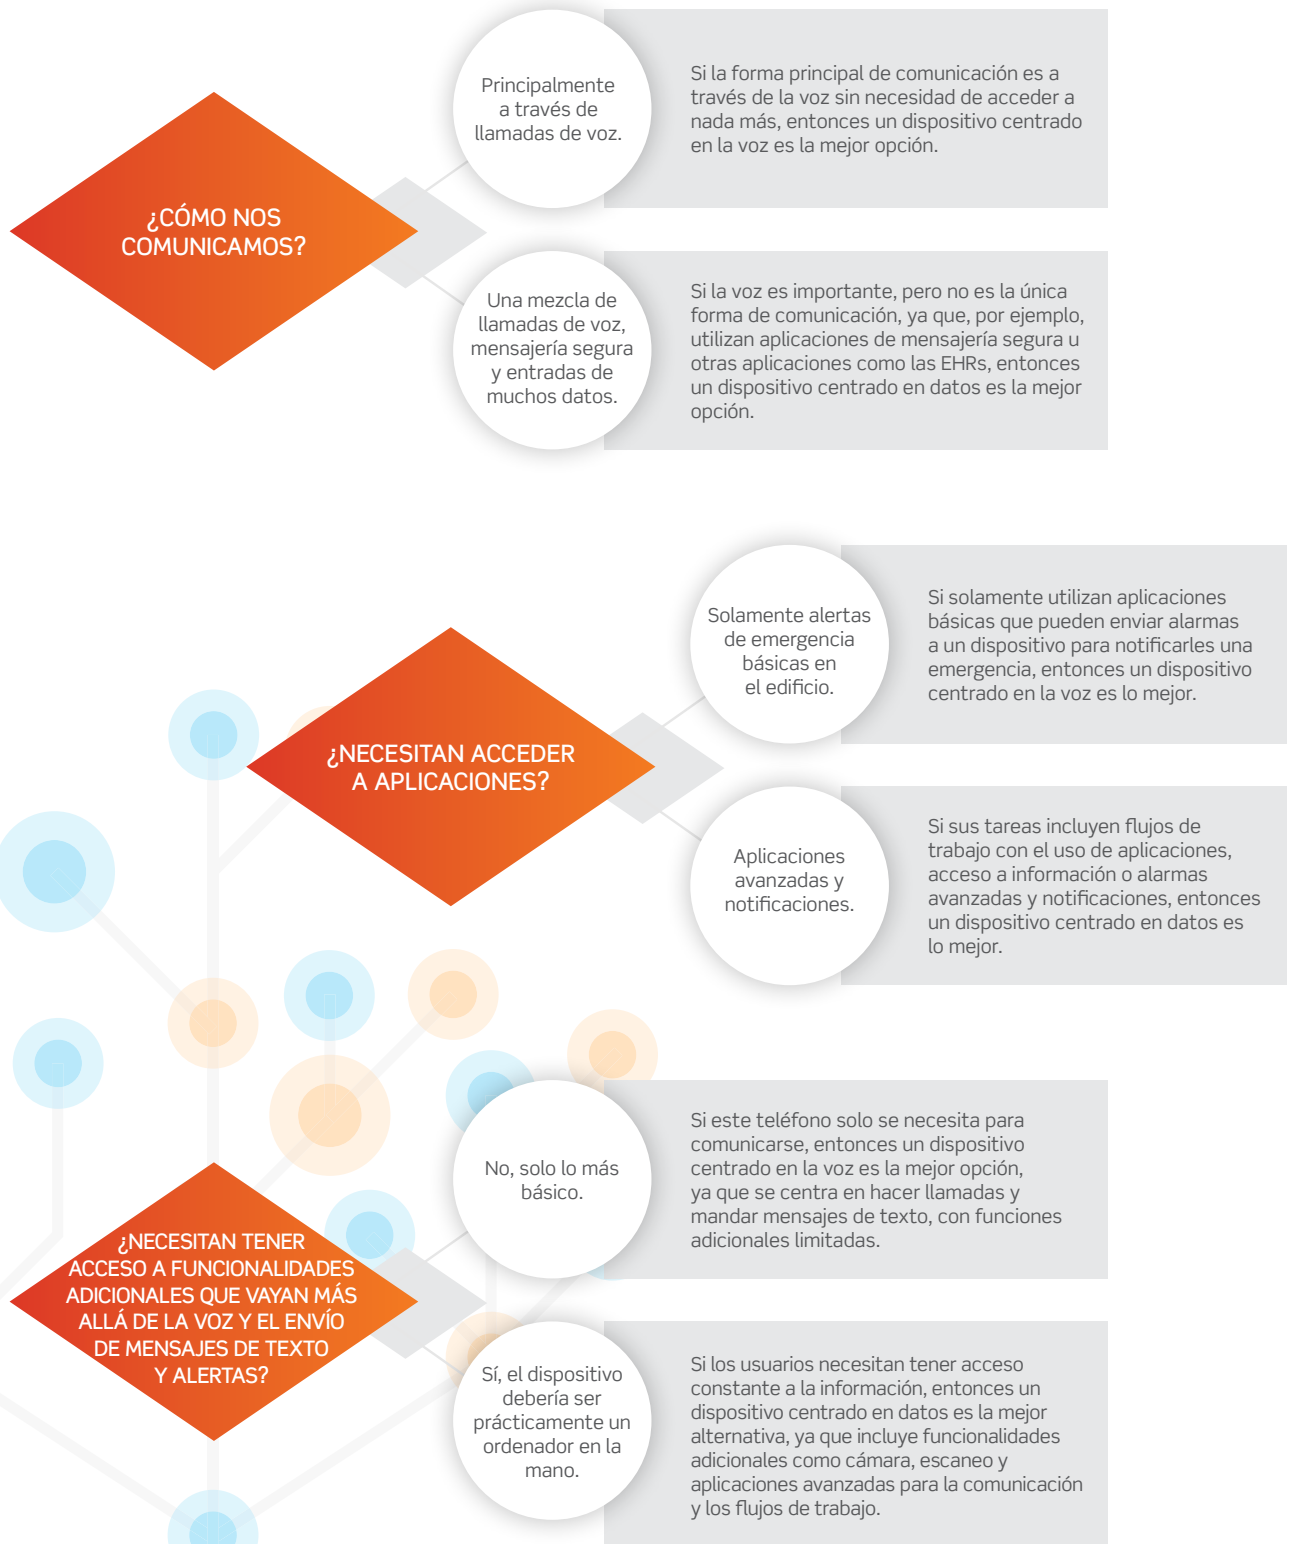 ¿CÓMO NOS
COMUNICAMOS?
Principalmente
a través de
llamadas de voz.
Si la forma principal de comunicación es a
través de la voz sin necesidad de acceder a
nada más, entonces un dispositivo centrado
en la voz es la mejor opción.
Una mezcla de
llamadas de voz,
mensajería segura
y entradas de
muchos datos.
Si la voz es importante, pero no es la única
forma de comunicación, ya que, por ejemplo,
utilizan aplicaciones de mensajería segura u
otras aplicaciones como las EHRs, entonces
un dispositivo centrado en datos es la mejor
opción.
¿NECESITAN ACCEDER
A APLICACIONES?
Solamente alertas
de emergencia
básicas en
el edificio.
Si solamente utilizan aplicaciones
básicas que pueden enviar alarmas
a un dispositivo para notificarles una
emergencia, entonces un dispositivo
centrado en la voz es lo mejor.
Aplicaciones
avanzadas y
notificaciones.
Si sus tareas incluyen flujos de
trabajo con el uso de aplicaciones,
acceso a información o alarmas
avanzadas y notificaciones, entonces
un dispositivo centrado en datos es
lo mejor.
¿NECESITAN TENER
ACCESO A FUNCIONALIDADES
ADICIONALES QUE VAYAN MÁS
ALLÁ DE LA VOZ Y EL ENVÍO
DE MENSAJES DE TEXTO
Y ALERTAS?
No, solo lo más
básico.
Si este teléfono solo se necesita para
comunicarse, entonces un dispositivo
centrado en la voz es la mejor opción,
ya que se centra en hacer llamadas y
mandar mensajes de texto, con funciones
adicionales limitadas.
Sí, el dispositivo
debería ser
prácticamente un
ordenador en la
mano.
Si los usuarios necesitan tener acceso
constante a la información, entonces un
dispositivo centrado en datos es la mejor
alternativa, ya que incluye funcionalidades
adicionales como cámara, escaneo y
aplicaciones avanzadas para la comunicación
y los flujos de trabajo.